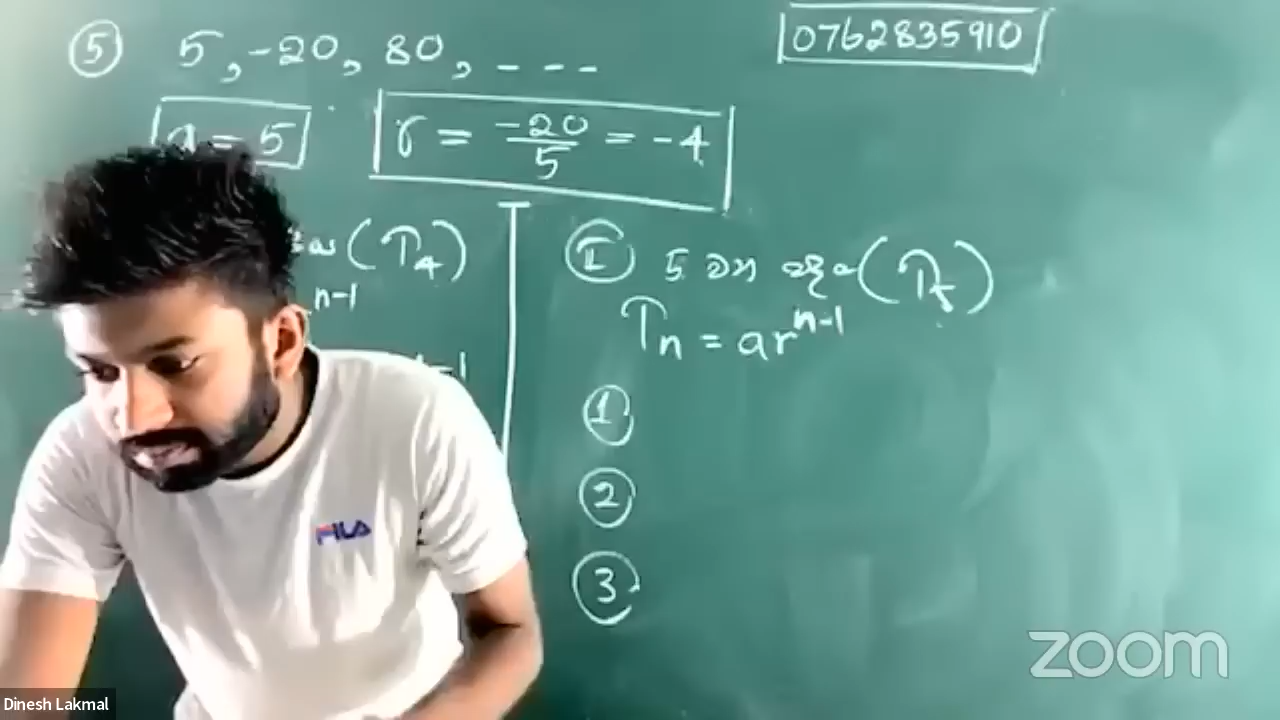 ⑤ 5, -20, 80, - - -
0762835910
a = 5
r = -20/5 = -4
(T₄)
n-1
-1
Ⅰ 5 වන පදය (T₅)
Tn = ar^n-1
①
②
③
FILA
zoom
Dinesh Lakmal